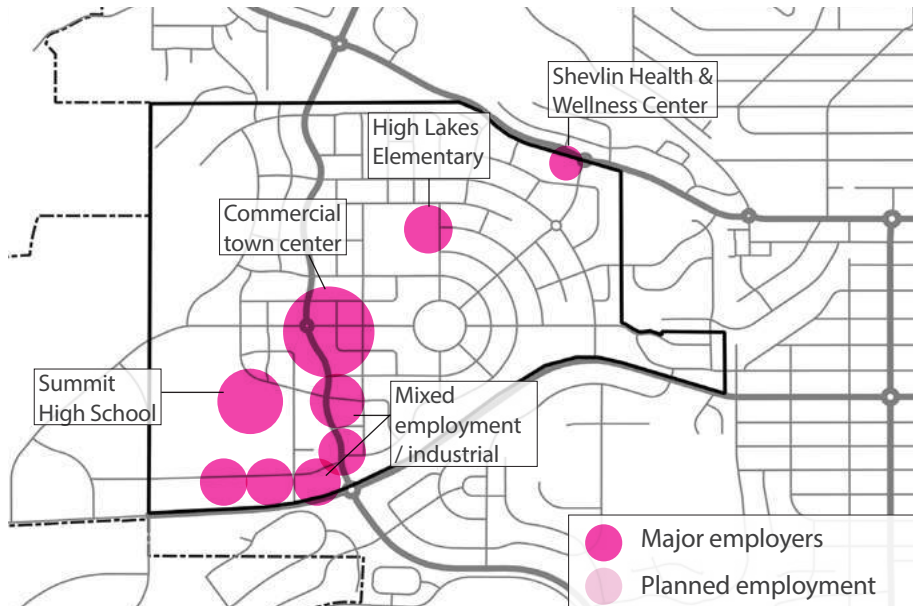 Shevlin Health &
Wellness Center
High Lakes
Elementary
Commercial
town center
Summit
High School
Mixed
employment
/ industrial
Major employers
Planned employment